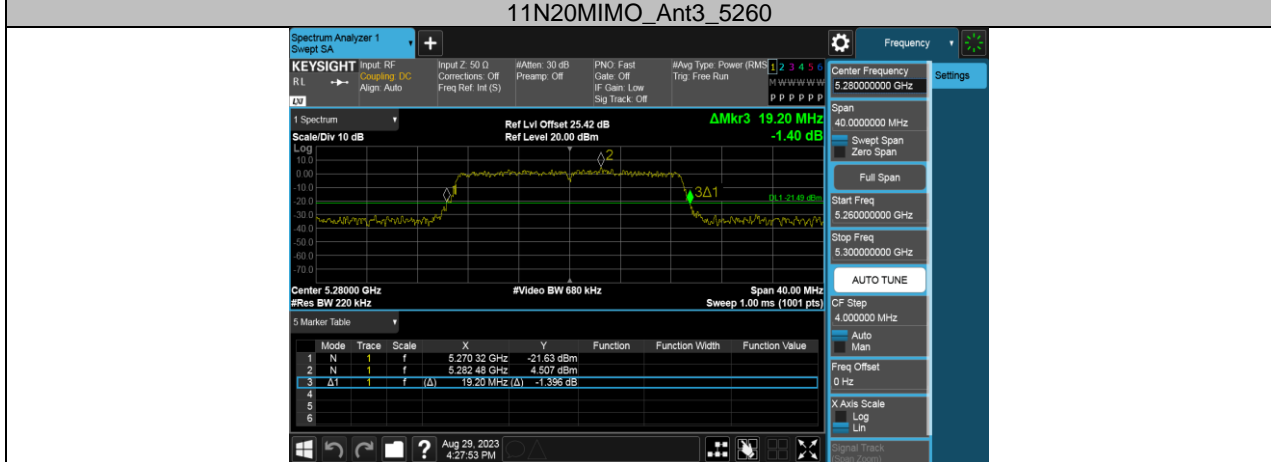 11N20MIMO_Ant3_5260
Spectrum Analyzer 1
Swept SA
+
Frequency
KEYSIGHT
RL
LXI
Input: RF
Coupling: DC
Align: Auto
Input Z: 50 Ω
Corrections: Off
Freq Ref: Int (S)
#Atten: 30 dB
Preamp: Off
PNO: Fast
Gate: Off
IF Gain: Low
Sig Track: Off
#Avg Type: Power (RMS
Trig: Free Run
1 2 3 4 5 6
M W W W W W
P P P P P P
Center Frequency
5.280000000 GHz
Settings
Span
40.0000000 MHz
Swept Span
Zero Span
Full Span
Start Freq
5.260000000 GHz
Stop Freq
5.300000000 GHz
AUTO TUNE
CF Step
4.000000 MHz
Auto
Man
Freq Offset
0 Hz
X Axis Scale
Log
Lin
Signal Track
(Span Zoom)
1 Spectrum
Scale/Div 10 dB
Ref Lvl Offset 25.42 dB
Ref Level 20.00 dBm
ΔMkr3 19.20 MHz
-1.40 dB
Log
10.0
0.00
-10.0
-20.0
-30.0
-40.0
-50.0
-60.0
-70.0
1
2
3Δ1
DL1 -21.49 dBm
Center 5.28000 GHz
#Video BW 680 kHz
Span 40.00 MHz
#Res BW 220 kHz
Sweep 1.00 ms (1001 pts)
5 Marker Table
Mode Trace Scale X Y Function Function Width Function Value
1 N 1 f 5.270 32 GHz -21.63 dBm
2 N 1 f 5.282 48 GHz 4.507 dBm
3 Δ1 1 f (Δ) 19.20 MHz (Δ) -1.396 dB
4
5
6
?
Aug 29, 2023
4:27:53 PM